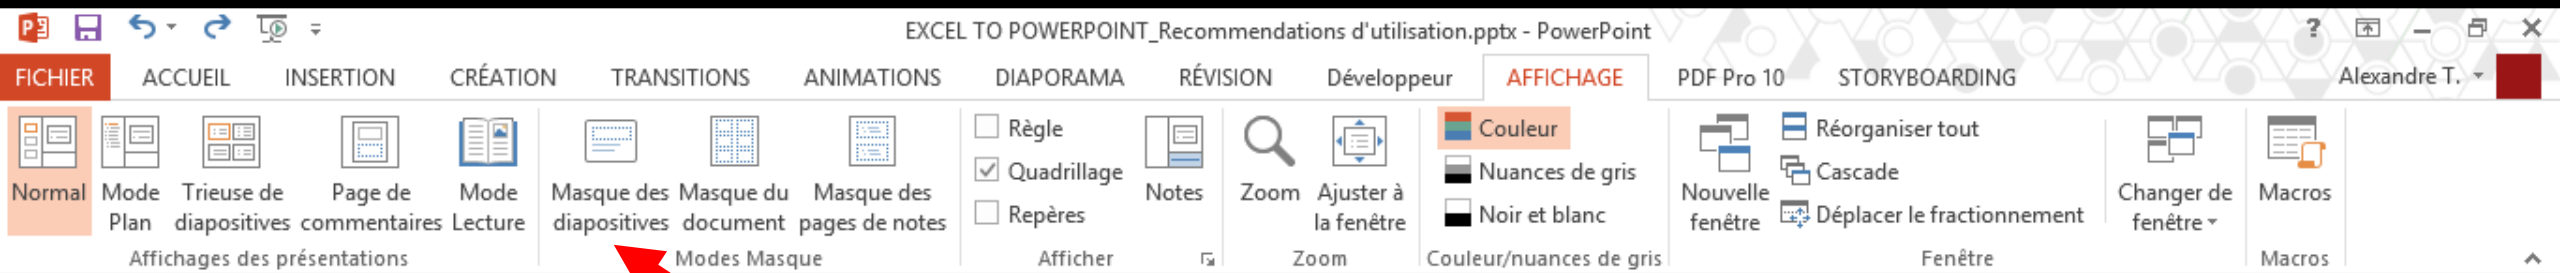 EXCEL TO POWERPOINT_Recommendations d'utilisation.pptx - PowerPoint
FICHIER ACCUEIL INSERTION CRÉATION TRANSITIONS ANIMATIONS DIAPORAMA RÉVISION Développeur AFFICHAGE PDF Pro 10 STORYBOARDING Alexandre T.
Normal
Mode
Plan
Trieuse de
diapositives
Page de
commentaires
Mode
Lecture
Affichages des présentations
Masque des
diapositives
Masque du
document
Masque des
pages de notes
Modes Masque
Règle
Quadrillage
Repères
Notes
Afficher
Zoom
Ajuster à
la fenêtre
Zoom
Couleur
Nuances de gris
Noir et blanc
Couleur/nuances de gris
Nouvelle
fenêtre
Réorganiser tout
Cascade
Déplacer le fractionnement
Changer de
fenêtre
Fenêtre
Macros
Macros